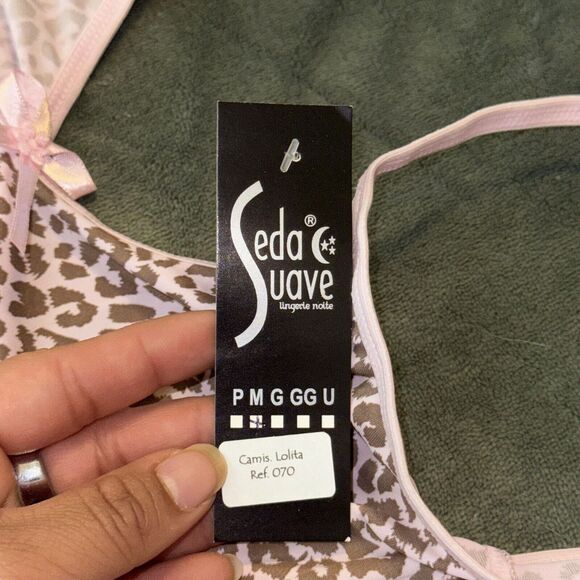 Seda®
Suave
lingerie noite
P M G GG U
Camis. Lolita
Ref. 070